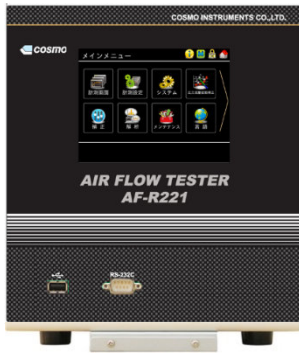 COSMO INSTRUMENTS CO.,LTD.
COSMO
メインメニュー
計測画面
計測設定
システム
校正
解析
メンテナンス
言語
AIR FLOW TESTER
AF-R221
RS-232C